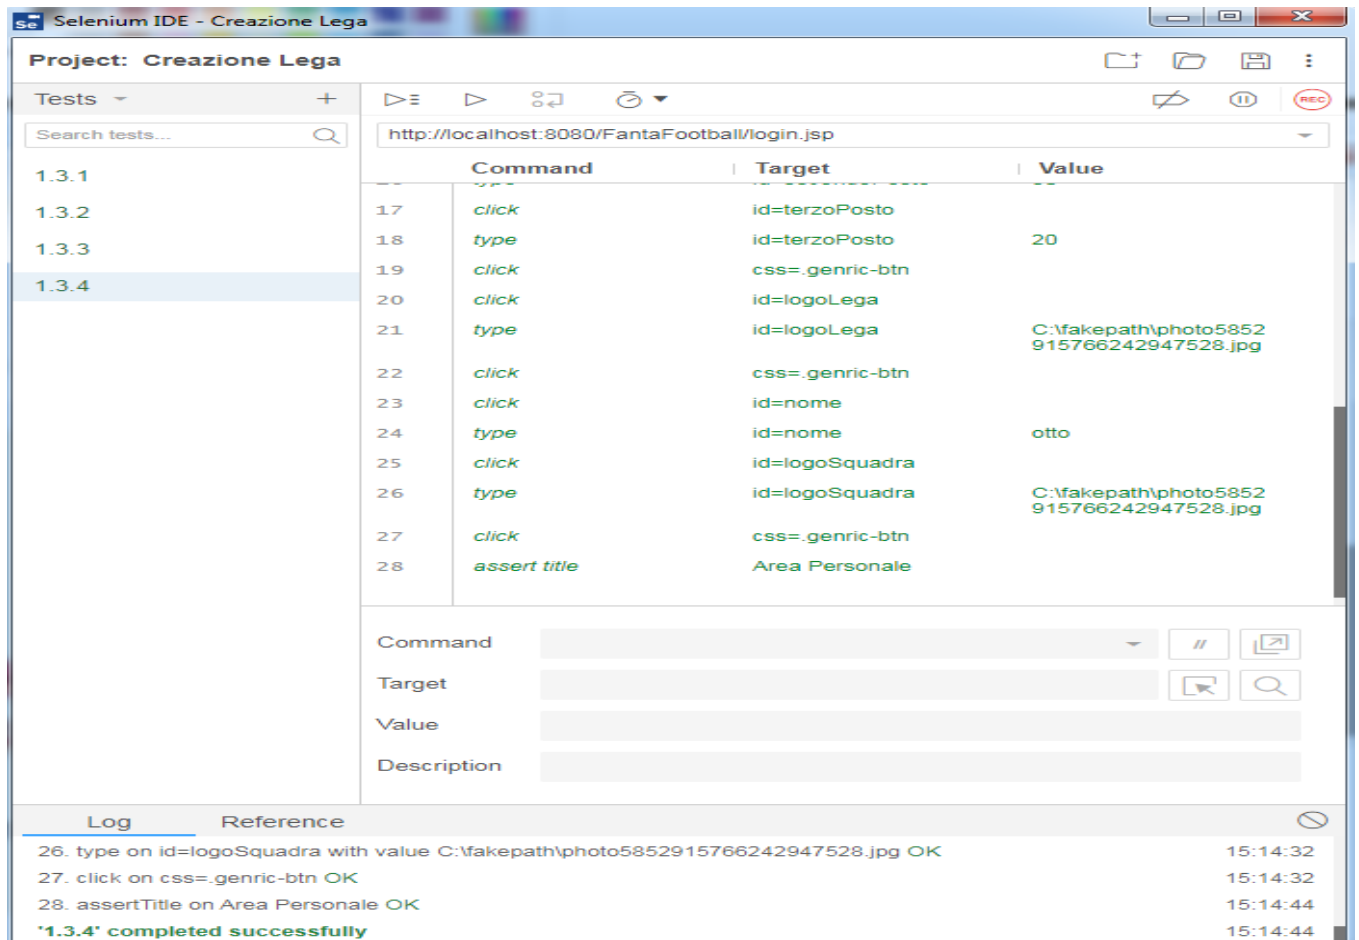 Se Selenium IDE - Creazione Lega
Project: Creazione Lega
Tests
REC
Search tests...
http://localhost:8080/FantaFootball/login.jsp
Command Target Value
1.3.1
1.3.2
1.3.3
1.3.4
17 click id=terzoPosto
18 type id=terzoPosto 20
19 click css=.genric-btn
20 click id=logoLega
21 type id=logoLega C:\fakepath\photo5852
915766242947528.jpg
22 click css=.genric-btn
23 click id=nome
24 type id=nome otto
25 click id=logoSquadra
26 type id=logoSquadra C:\fakepath\photo5852
915766242947528.jpg
27 click css=.genric-btn
28 assert title Area Personale
Command
//
Target
Value
Description
Log Reference
26. type on id=logoSquadra with value C:\fakepath\photo5852915766242947528.jpg OK 15:14:32
27. click on css=.genric-btn OK 15:14:32
28. assertTitle on Area Personale OK 15:14:44
'1.3.4' completed successfully 15:14:44